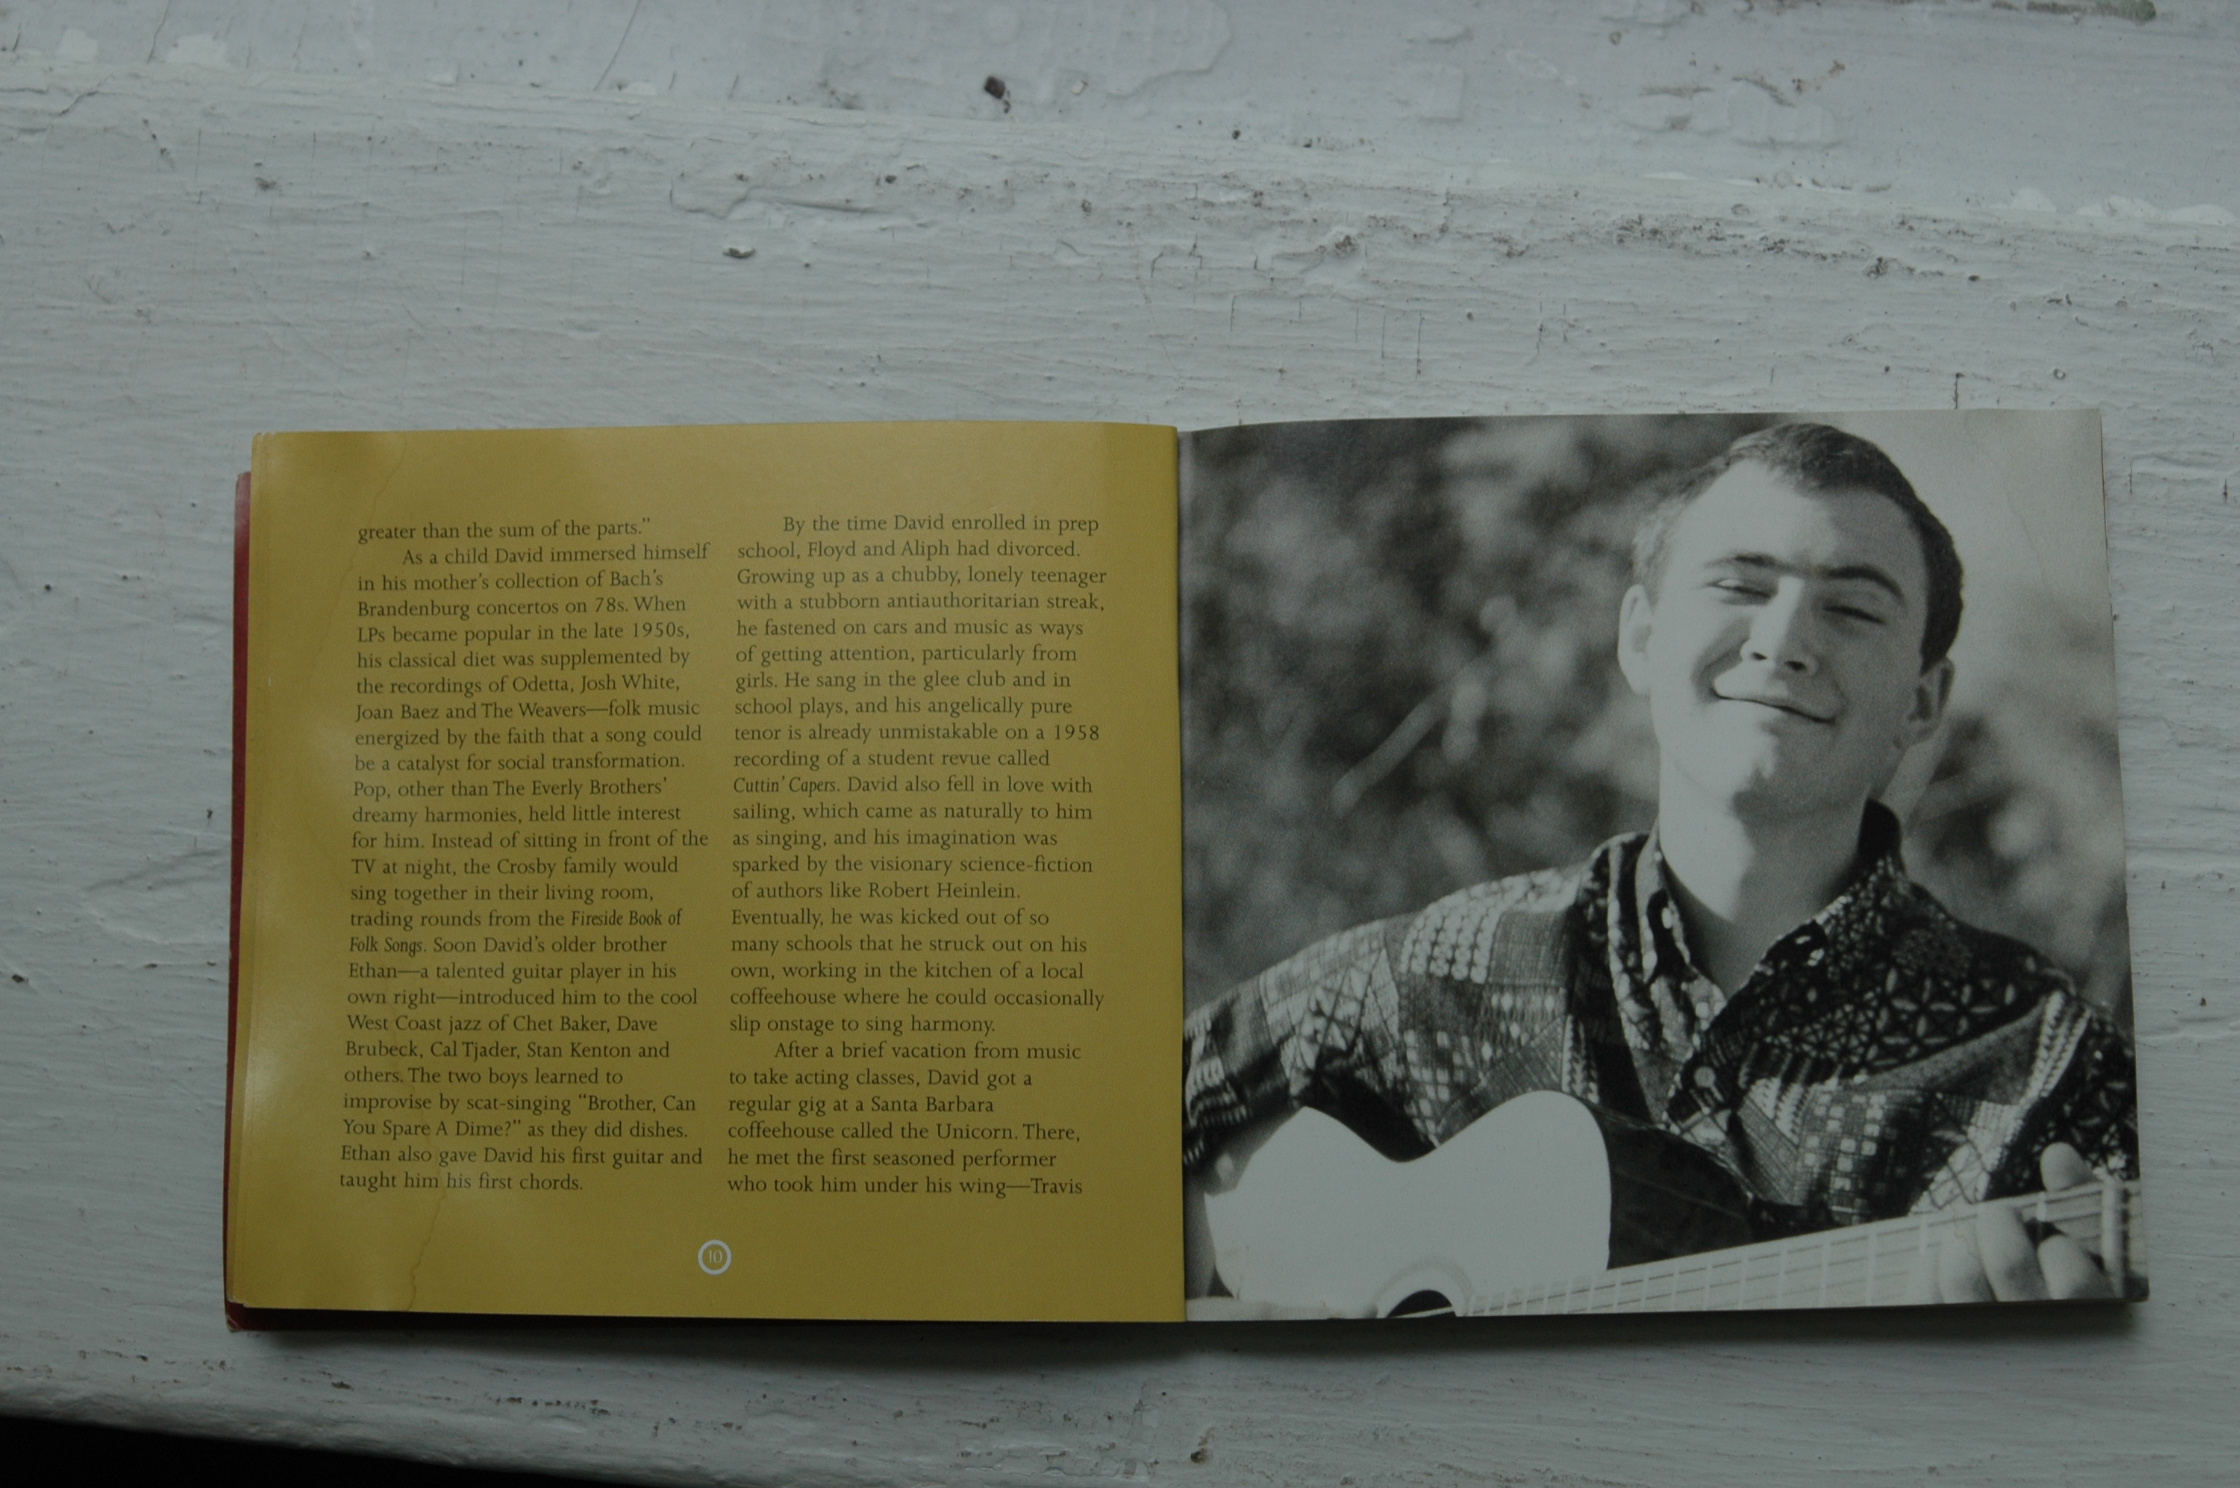 greater than the sum of the parts.”
As a child David immersed himself
in his mother’s collection of Bach’s
Brandenburg concertos on 78s. When
LPs became popular in the late 1950s,
his classical diet was supplemented by
the recordings of Odetta, Josh White,
Joan Baez and The Weavers—folk music
energized by the faith that a song could
be a catalyst for social transformation.
Pop, other than The Everly Brothers’
dreamy harmonies, held little interest
for him. Instead of sitting in front of the
TV at night, the Crosby family would
sing together in their living room,
trading rounds from the Fireside Book of
Folk Songs. Soon David’s older brother
Ethan—a talented guitar player in his
own right—introduced him to the cool
West Coast jazz of Chet Baker, Dave
Brubeck, Cal Tjader, Stan Kenton and
others. The two boys learned to
improvise by scat-singing “Brother, Can
You Spare A Dime?” as they did dishes.
Ethan also gave David his first guitar and
taught him his first chords.
By the time David enrolled in prep
school, Floyd and Aliph had divorced.
Growing up as a chubby, lonely teenager
with a stubborn antiauthoritarian streak,
he fastened on cars and music as ways
of getting attention, particularly from
girls. He sang in the glee club and in
school plays, and his angelically pure
tenor is already unmistakable on a 1958
recording of a student revue called
Cuttin’ Capers. David also fell in love with
sailing, which came as naturally to him
as singing, and his imagination was
sparked by the visionary science-fiction
of authors like Robert Heinlein.
Eventually, he was kicked out of so
many schools that he struck out on his
own, working in the kitchen of a local
coffeehouse where he could occasionally
slip onstage to sing harmony.
After a brief vacation from music
to take acting classes, David got a
regular gig at a Santa Barbara
coffeehouse called the Unicorn. There,
he met the first seasoned performer
who took him under his wing—Travis
10